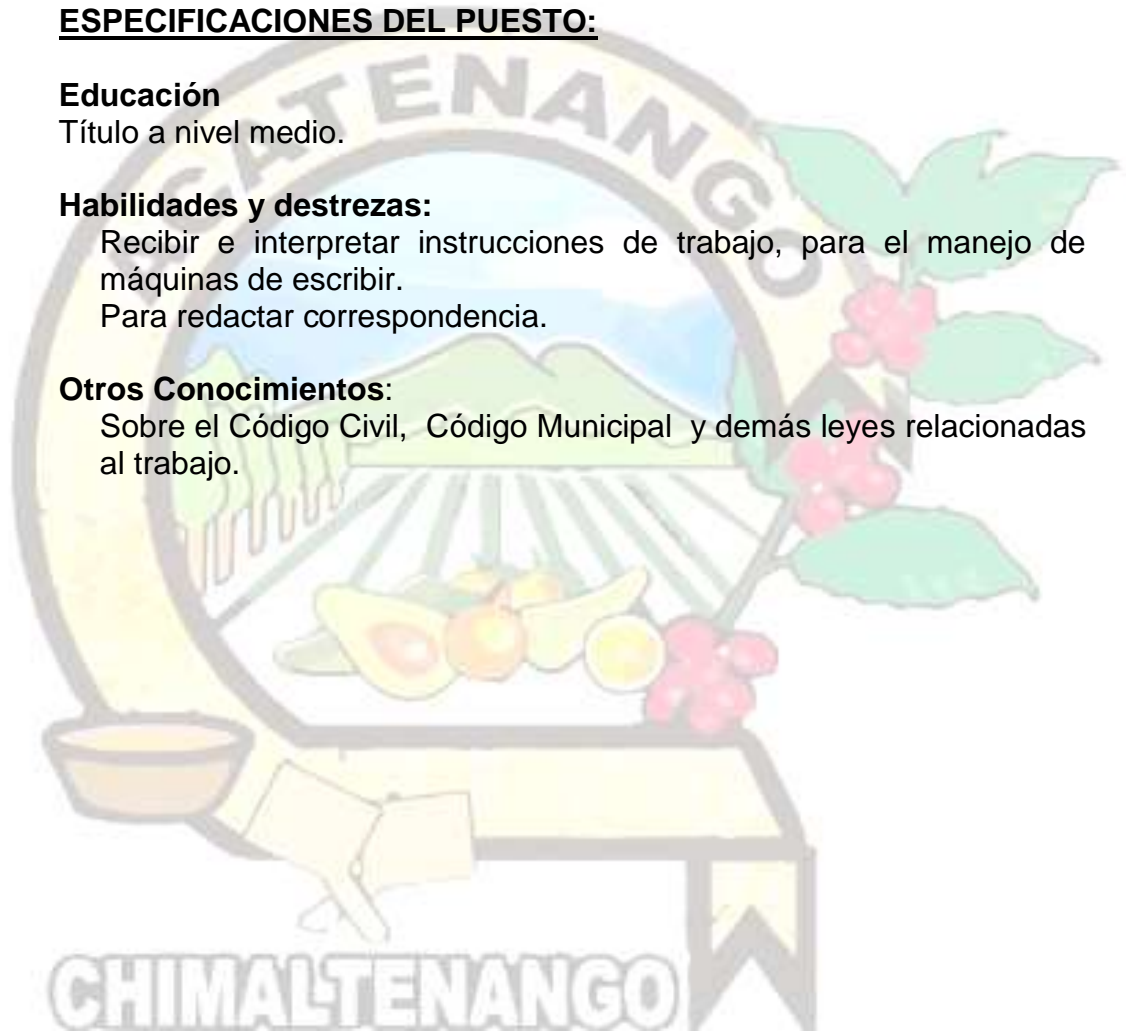 ESPECIFICACIONES DEL PUESTO:
Educación
Título a nivel medio.
Habilidades y destrezas:
Recibir e interpretar instrucciones de trabajo, para el manejo de
máquinas de escribir.
Para redactar correspondencia.
Otros Conocimientos:
Sobre el Código Civil, Código Municipal y demás leyes relacionadas
al trabajo.
CHIMALTENANGO